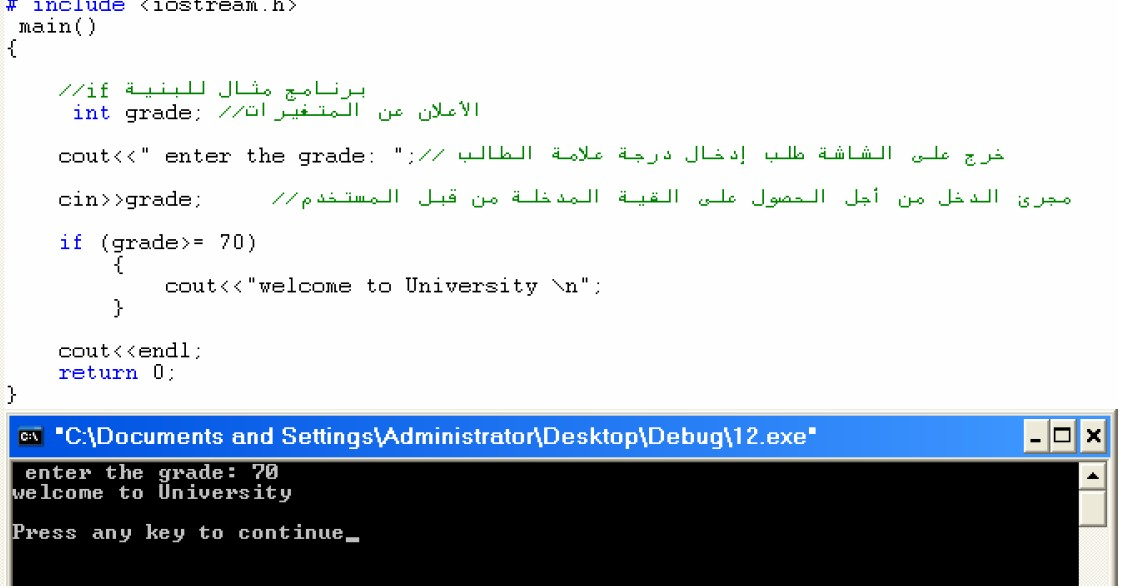 # include <iostream.h>
main()
{
//if برنامج مثال للبنية
int grade; //الأعلان عن المتغيرات
cout<<" enter the grade: ";// خرج على الشاشة طلب إدخال درجة علامة الطالب
cin>>grade; //مجرى الدخل من أجل الحصول على القية المدخلة من قبل المستخدم
if (grade>= 70)
{
cout<<"welcome to University \n";
}
cout<<endl;
return 0;
}
"C:\Documents and Settings\Administrator\Desktop\Debug\12.exe"
enter the grade: 70
welcome to University
Press any key to continue_